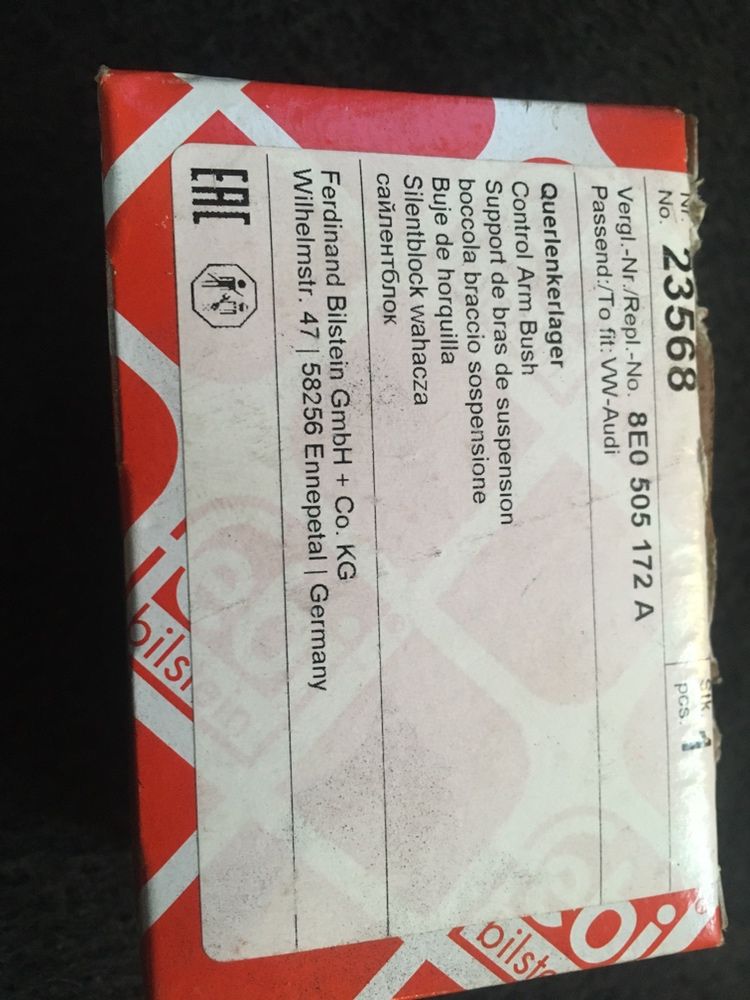 Nr.
No. 23568
Stk.
pcs. 1
Vergl.-Nr./Repl.-No. 8E0 505 172 A
Passend:/To fit: VW-Audi
Querlenkerlager
Control Arm Bush
Support de bras de suspension
boccola braccio sospensione
Buje de horquilla
Silentblock wahacza
сайлентблок
Ferdinand Bilstein GmbH + Co. KG
Wilhelmstr. 47 | 58256 Ennepetal | Germany
EAC
bilstein